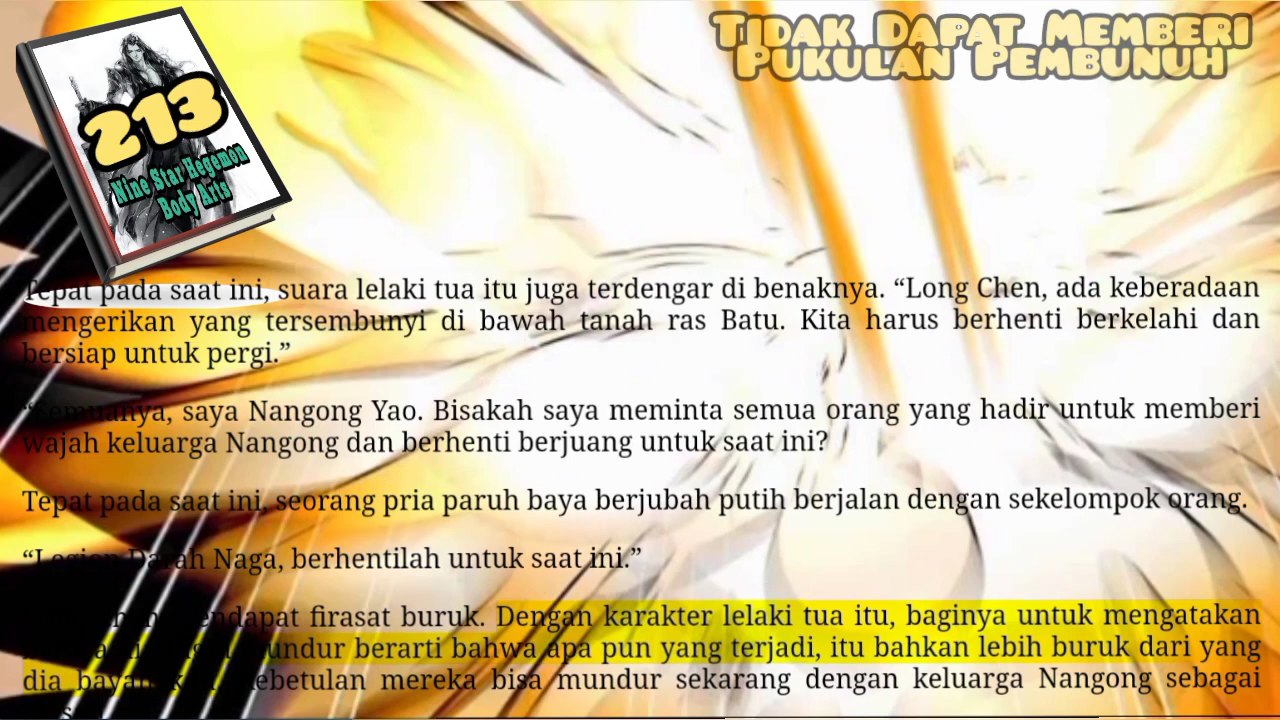 Tidak Dapat Memberi
Pukulan Pembunuh
213
Nine Star Hegemon
Body Arts
Tepat pada saat ini, suara lelaki tua itu juga terdengar di benaknya. “Long Chen, ada keberadaan
mengerikan yang tersembunyi di bawah tanah ras Batu. Kita harus berhenti berkelahi dan
bersiap untuk pergi.”
“Semuanya, saya Nangong Yao. Bisakah saya meminta semua orang yang hadir untuk memberi
wajah keluarga Nangong dan berhenti berjuang untuk saat ini?
Tepat pada saat ini, seorang pria paruh baya berjubah putih berjalan dengan sekelompok orang.
“Legion Darah Naga, berhentilah untuk saat ini.”
mendapat firasat buruk. Dengan karakter lelaki tua itu, baginya untuk mengatakan
mundur berarti bahwa apa pun yang terjadi, itu bahkan lebih buruk dari yang
dia kebetulan mereka bisa mundur sekarang dengan keluarga Nangong sebagai